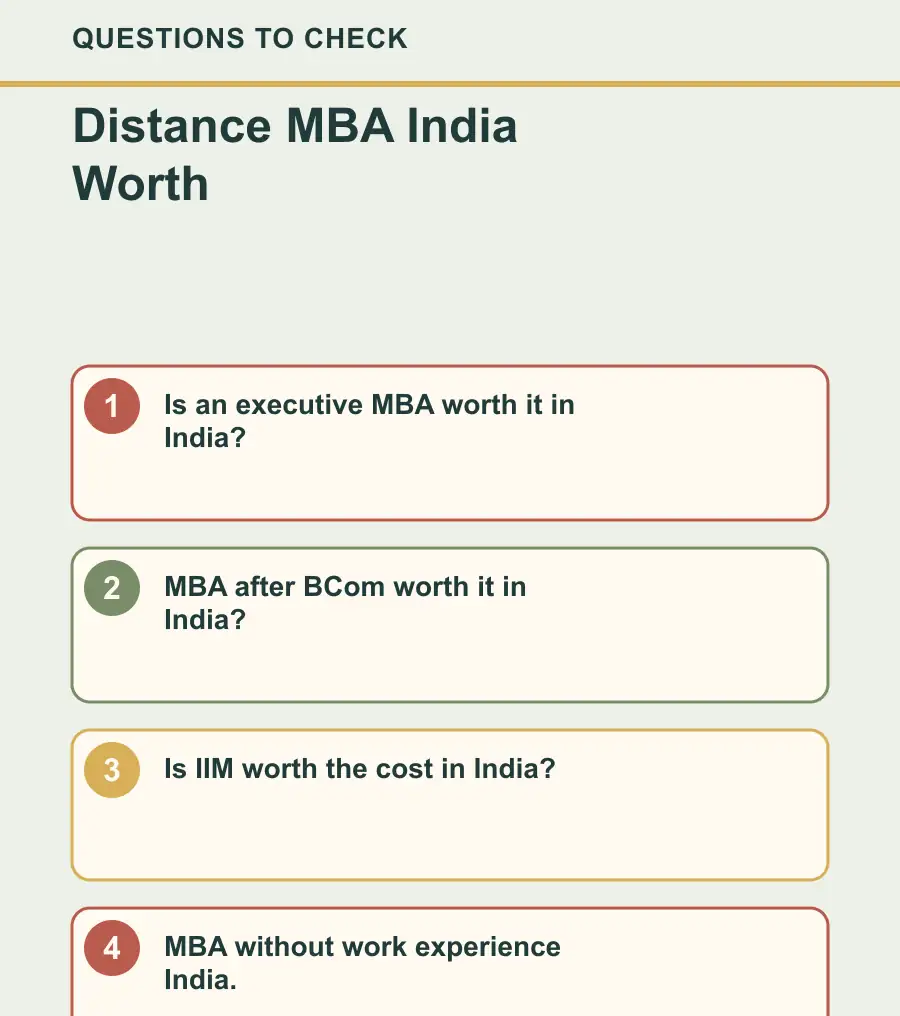 QUESTIONS TO CHECK
Distance MBA India
Worth
1
Is an executive MBA worth it in
India?
2
MBA after BCom worth it in
India?
3
Is IIM worth the cost in India?
4
MBA without work experience
India.